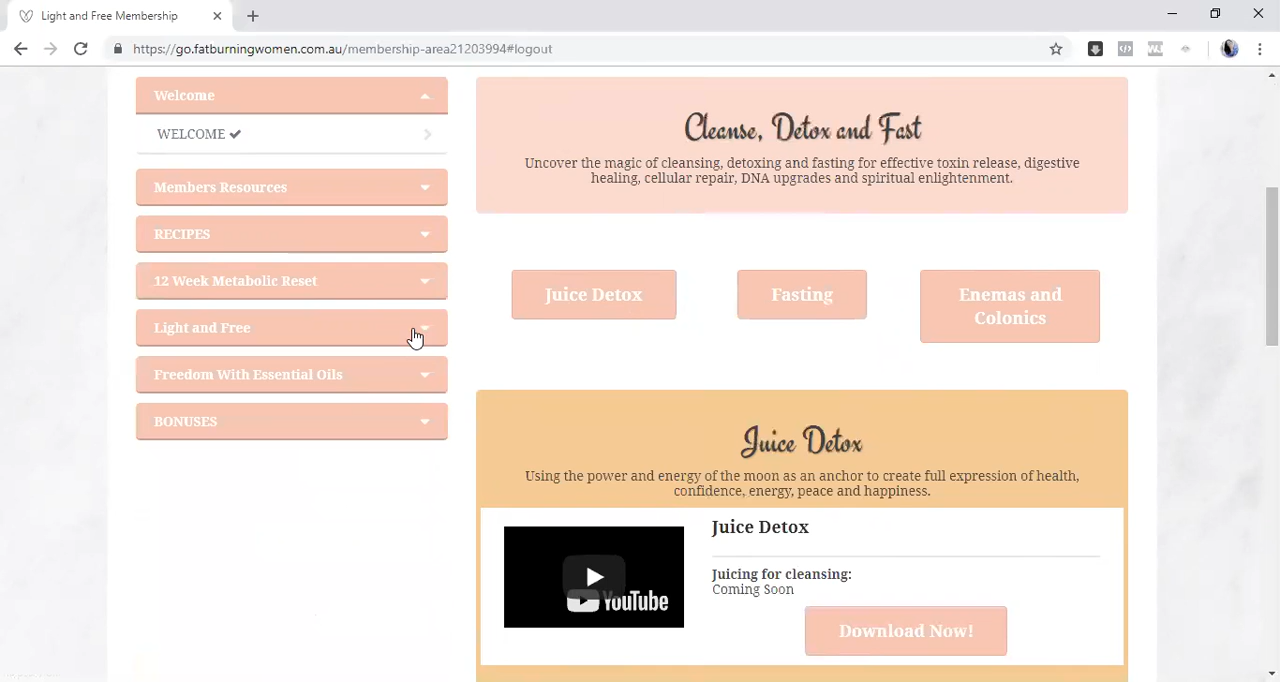 Light and Free Membership
https://go.fatburningwomen.com.au/membership-area21203994#logout
Welcome
WELCOME
Members Resources
RECIPES
12 Week Metabolic Reset
Light and Free
Freedom With Essential Oils
BONUSES
Cleanse, Detox and Fast
Uncover the magic of cleansing, detoxing and fasting for effective toxin release, digestive
healing, cellular repair, DNA upgrades and spiritual enlightenment.
Juice Detox
Fasting
Enemas and
Colonics
Juice Detox
Using the power and energy of the moon as an anchor to create full expression of health,
confidence, energy, peace and happiness.
YouTube
Juice Detox
Juicing for cleansing:
Coming Soon
Download Now!